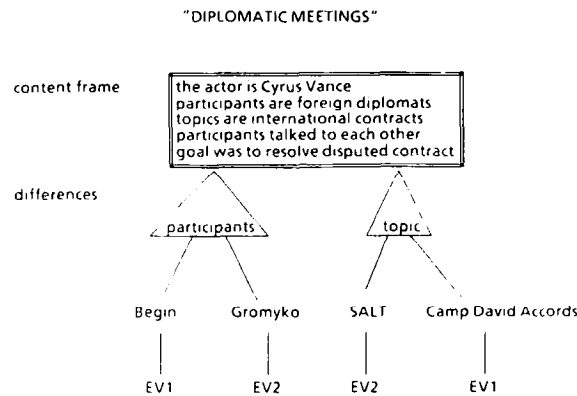 "DIPLOMATIC MEETINGS"
content frame
the actor is Cyrus Vance
participants are foreign diplomats
topics are international contracts
participants talked to each other
goal was to resolve disputed contract
differences
participants topic
Begin Gromyko SALT Camp David Accords
EV1 EV2 EV2 EV1